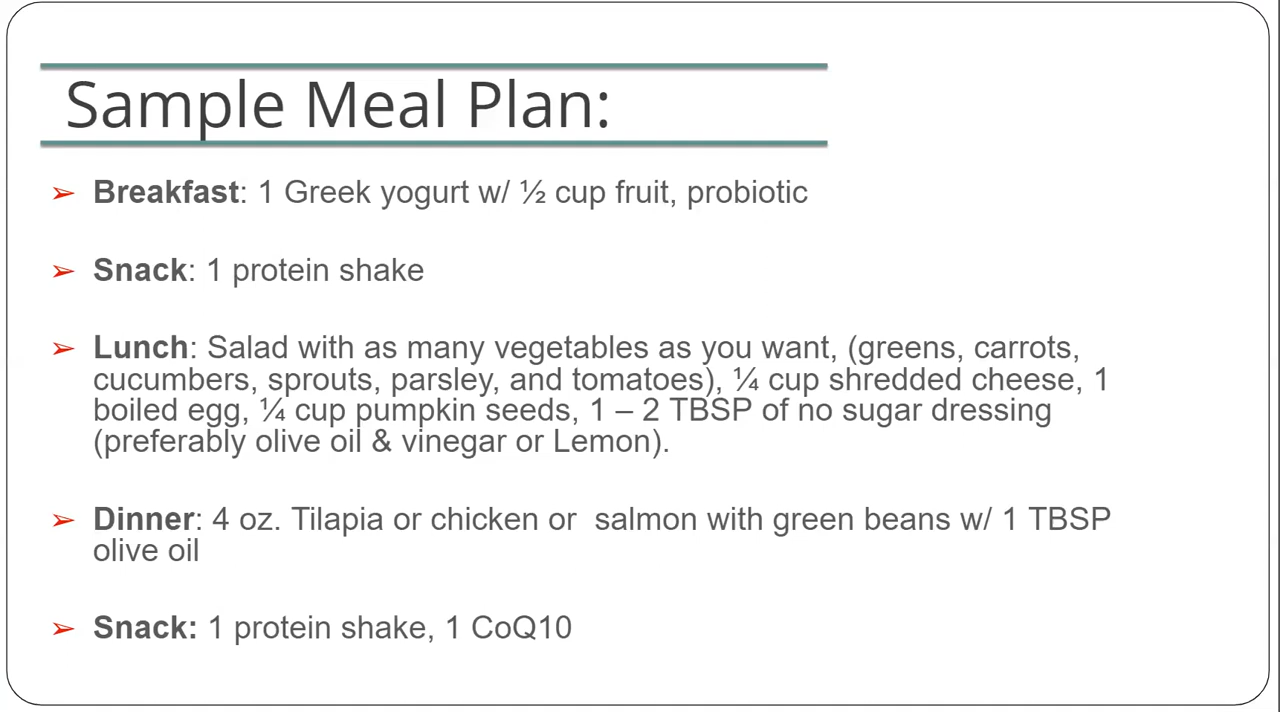 Sample Meal Plan:
➢ Breakfast: 1 Greek yogurt w/ ½ cup fruit, probiotic
➢ Snack: 1 protein shake
➢ Lunch: Salad with as many vegetables as you want, (greens, carrots,
cucumbers, sprouts, parsley, and tomatoes), ¼ cup shredded cheese, 1
boiled egg, ¼ cup pumpkin seeds, 1 – 2 TBSP of no sugar dressing
(preferably olive oil & vinegar or Lemon).
➢ Dinner: 4 oz. Tilapia or chicken or  salmon with green beans w/ 1 TBSP
olive oil
➢ Snack: 1 protein shake, 1 CoQ10